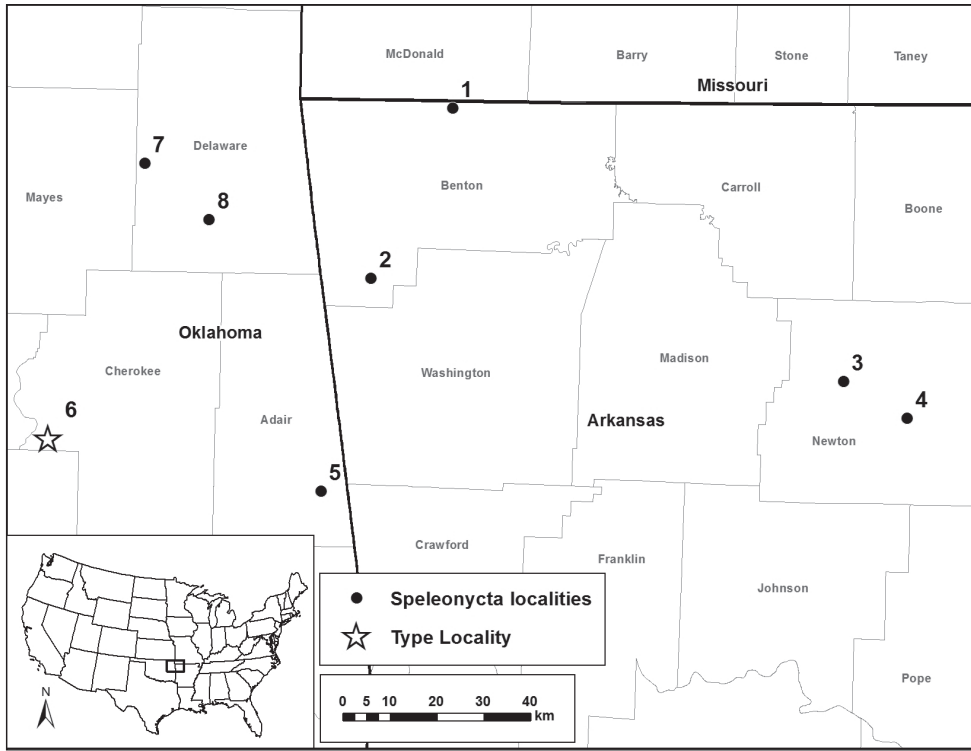 McDonald
Barry
Stone
Taney
Missouri
1
7
Delaware
8
Mayes
Benton
Carroll
Boone
2
Oklahoma
Cherokee
Washington
Madison
3
6
Adair
Arkansas
4
Newton
5
Crawford
Franklin
Johnson
Speleonycta localities
Type Locality
Pope
N
0 5 10 20 30 40
km